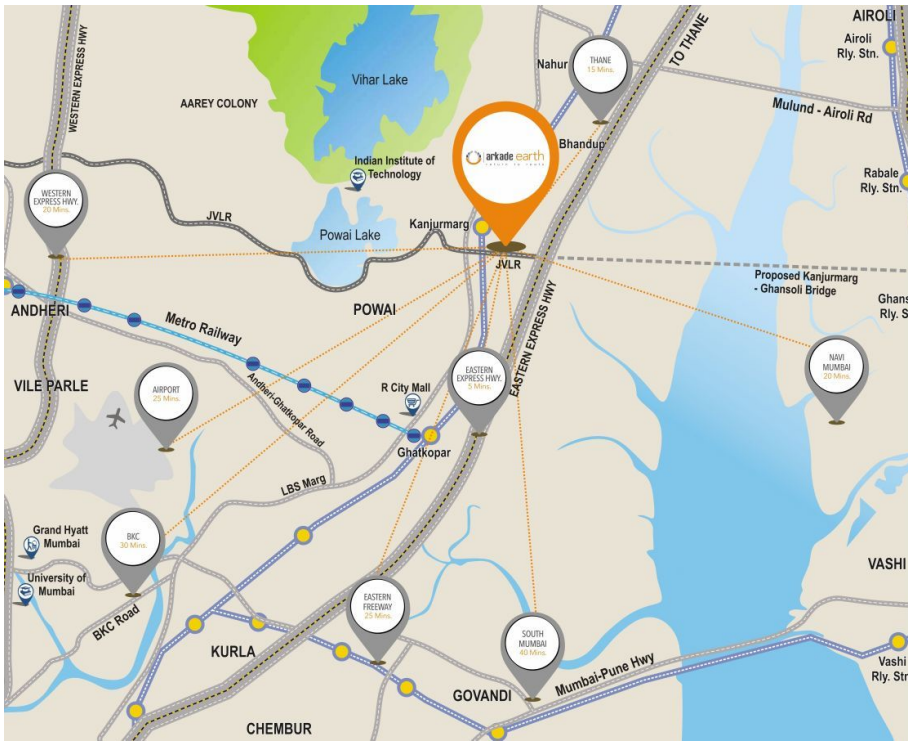 AIROLI
Airoli
Rly. Stn.
WESTERN EXPRESS HWY
Vihar Lake
AAREY COLONY
Nahur
THANE
15 Mins.
TO THANE
Mulund - Airoli Rd
arkade earth
Bhandup
Indian Institute of
Technology
Rabale
Rly. Stn.
WESTERN
EXPRESS HWY.
20 Mins.
JVLR
Powai Lake
Kanjurmarg
JVLR
Proposed Kanjurmarg
- Ghansoli Bridge
Ghans
Rly. S
ANDHERI
Metro Railway
POWAI
EASTERN EXPRESS HWY
VILE PARLE
AIRPORT
25 Mins.
Andheri-Ghatkopar Road
R City Mall
EASTERN
EXPRESS HWY.
5 Mins.
NAVI
MUMBAI
20 Mins.
Ghatkopar
LBS Marg
Grand Hyatt
Mumbai
BKC
30 Mins.
University of
Mumbai
BKC Road
VASHI
EASTERN
FREEWAY
25 Mins.
KURLA
SOUTH
MUMBAI
40 Mins.
Mumbai-Pune Hwy
Vashi
Rly. Str
GOVANDI
CHEMBUR